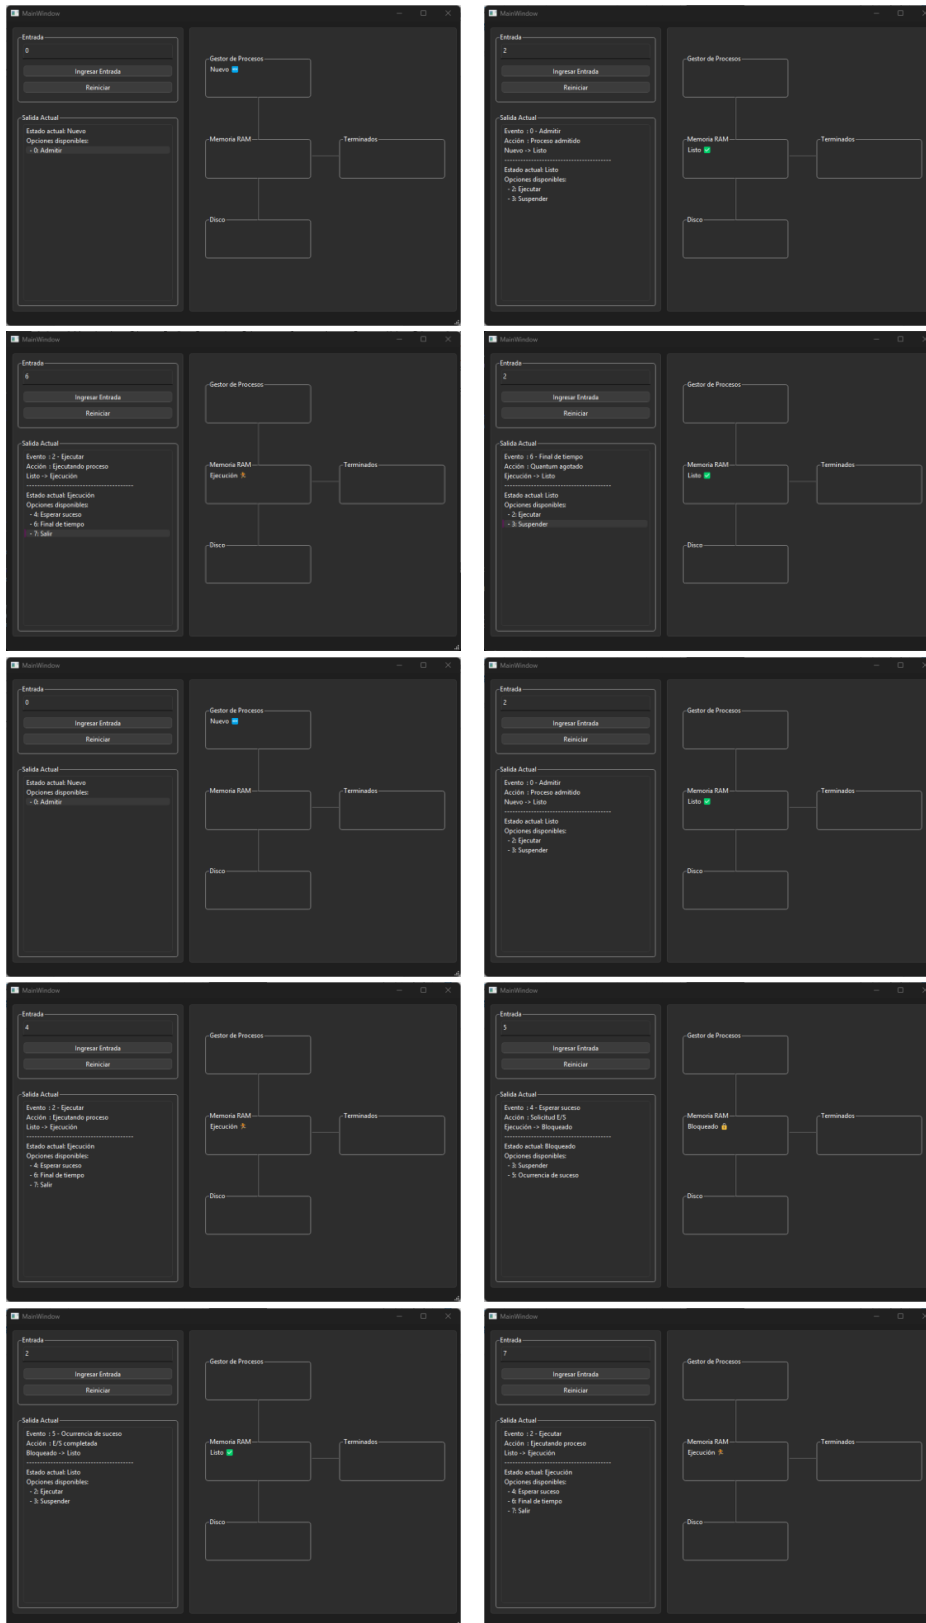 MainWindow
Entrada
0
Ingresar Entrada
Reiniciar
Salida Actual
Estado actual: Nuevo
Opciones disponibles:
- 0: Admitir
Gestor de Procesos
Nuevo
Memoria RAM
Terminados
Disco
MainWindow
Entrada
2
Ingresar Entrada
Reiniciar
Salida Actual
Evento : 0 - Admitir
Acción : Proceso admitido
Nuevo -> Listo
--------------------------------------------
Estado actual: Listo
Opciones disponibles:
- 2: Ejecutar
- 3: Suspender
Gestor de Procesos
Memoria RAM
Listo ✅
Terminados
Disco
MainWindow
Entrada
6
Ingresar Entrada
Reiniciar
Salida Actual
Evento : 2 - Ejecutar
Acción : Ejecutando proceso
Listo -> Ejecución
--------------------------------------------
Estado actual: Ejecución
Opciones disponibles:
- 4: Esperar suceso
- 6: Final de tiempo
- 7: Salir
Gestor de Procesos
Memoria RAM
Ejecución
Terminados
Disco
MainWindow
Entrada
2
Ingresar Entrada
Reiniciar
Salida Actual
Evento : 6 - Final de tiempo
Acción : Quantum agotado
Ejecución -> Listo
--------------------------------------------
Estado actual: Listo
Opciones disponibles:
- 2: Ejecutar
- 3: Suspender
Gestor de Procesos
Memoria RAM
Listo ✅
Terminados
Disco
MainWindow
Entrada
0
Ingresar Entrada
Reiniciar
Salida Actual
Estado actual: Nuevo
Opciones disponibles:
- 0: Admitir
Gestor de Procesos
Nuevo
Memoria RAM
Terminados
Disco
MainWindow
Entrada
2
Ingresar Entrada
Reiniciar
Salida Actual
Evento : 0 - Admitir
Acción : Proceso admitido
Nuevo -> Listo
--------------------------------------------
Estado actual: Listo
Opciones disponibles:
- 2: Ejecutar
- 3: Suspender
Gestor de Procesos
Memoria RAM
Listo ✅
Terminados
Disco
MainWindow
Entrada
4
Ingresar Entrada
Reiniciar
Salida Actual
Evento : 2 - Ejecutar
Acción : Ejecutando proceso
Listo -> Ejecución
--------------------------------------------
Estado actual: Ejecución
Opciones disponibles:
- 4: Esperar suceso
- 6: Final de tiempo
- 7: Salir
Gestor de Procesos
Memoria RAM
Ejecución
Terminados
Disco
MainWindow
Entrada
5
Ingresar Entrada
Reiniciar
Salida Actual
Evento : 4 - Esperar suceso
Acción : Solicitud E/S
Ejecución -> Bloqueado
--------------------------------------------
Estado actual: Bloqueado
Opciones disponibles:
- 3: Suspender
- 5: Ocurrencia de suceso
Gestor de Procesos
Memoria RAM
Bloqueado 🔒
Terminados
Disco
MainWindow
Entrada
2
Ingresar Entrada
Reiniciar
Salida Actual
Evento : 5 - Ocurrencia de suceso
Acción : E/S completada
Bloqueado -> Listo
--------------------------------------------
Estado actual: Listo
Opciones disponibles:
- 2: Ejecutar
- 3: Suspender
Gestor de Procesos
Memoria RAM
Listo ✅
Terminados
Disco
MainWindow
Entrada
7
Ingresar Entrada
Reiniciar
Salida Actual
Evento : 2 - Ejecutar
Acción : Ejecutando proceso
Listo -> Ejecución
--------------------------------------------
Estado actual: Ejecución
Opciones disponibles:
- 4: Esperar suceso
- 6: Final de tiempo
- 7: Salir
Gestor de Procesos
Memoria RAM
Ejecución
Terminados
Disco